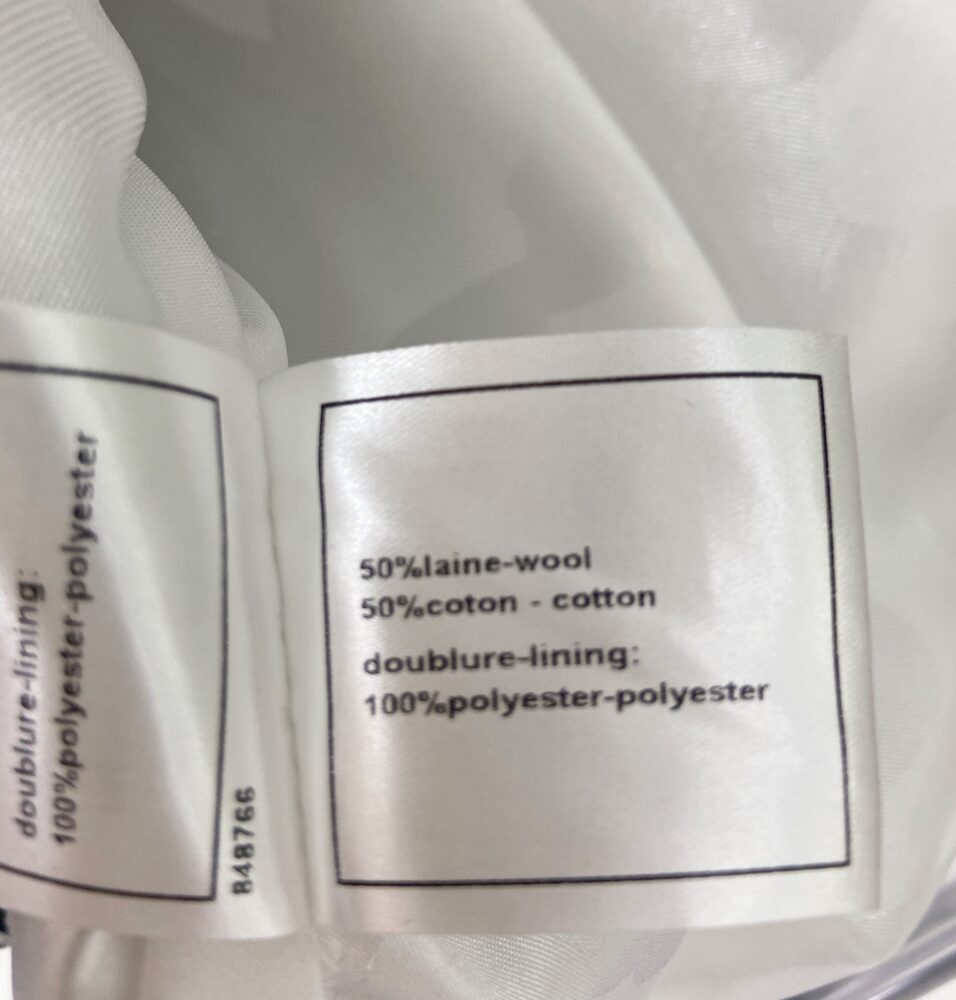 doublure-lining:
100%polyester-polyester
848766
50%laine-wool
50%coton - cotton
doublure-lining:
100%polyester-polyester